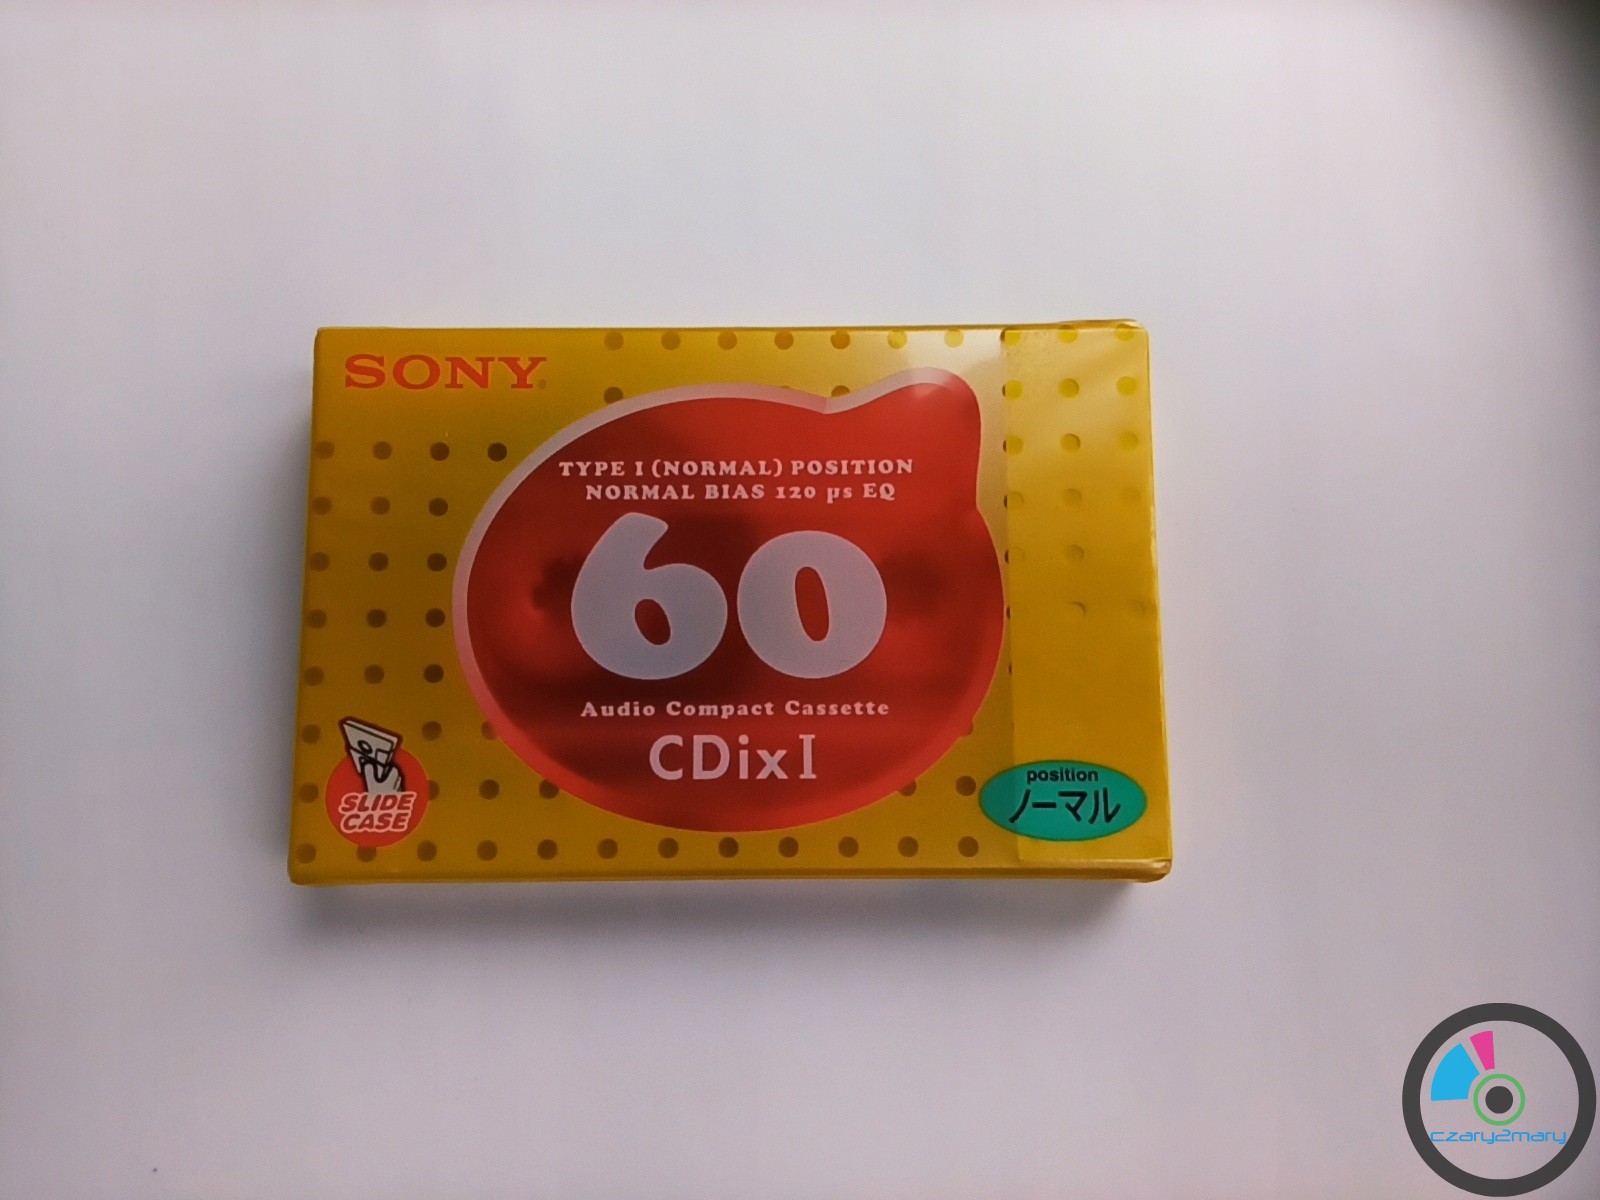 SONY
TYPE I (NORMAL) POSITION
NORMAL BIAS 120 µs EQ
60
Audio Compact Cassette
CDix I
SLIDE
CASE
position
ノーマル
czary2mary